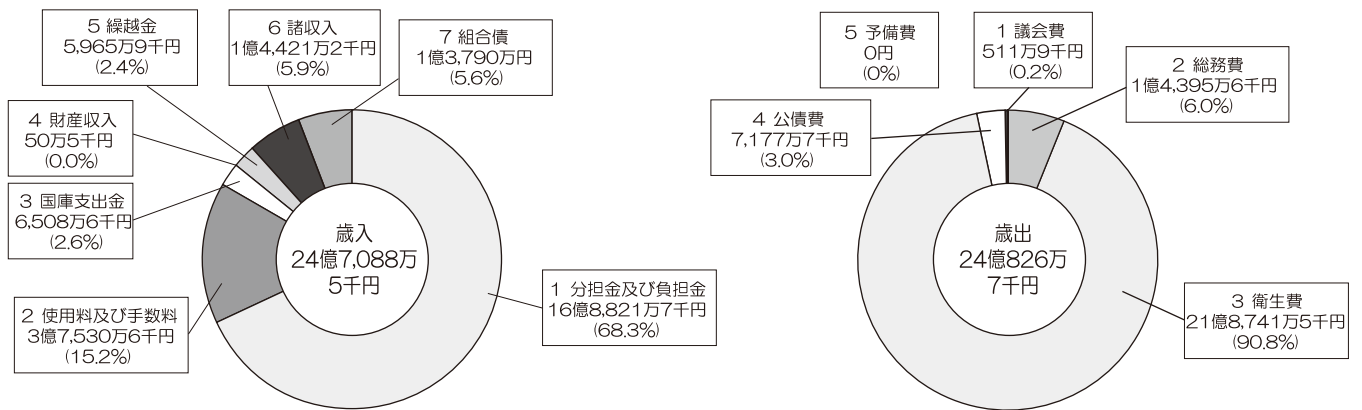 5 繰越金
5,965万9千円
(2.4%)
6 諸収入
1億4,421万2千円
(5.9%)
7 組合債
1億3,790万円
(5.6%)
4 財産収入
50万5千円
(0.0%)
3 国庫支出金
6,508万6千円
(2.6%)
2 使用料及び手数料
3億7,530万6千円
(15.2%)
歳入
24億7,088万
5千円
1 分担金及び負担金
16億8,821万7千円
(68.3%)
5 予備費
0円
(0%)
1 議会費
511万9千円
(0.2%)
2 総務費
1億4,395万6千円
(6.0%)
4 公債費
7,177万7千円
(3.0%)
歳出
24億826万
7千円
3 衛生費
21億8,741万5千円
(90.8%)